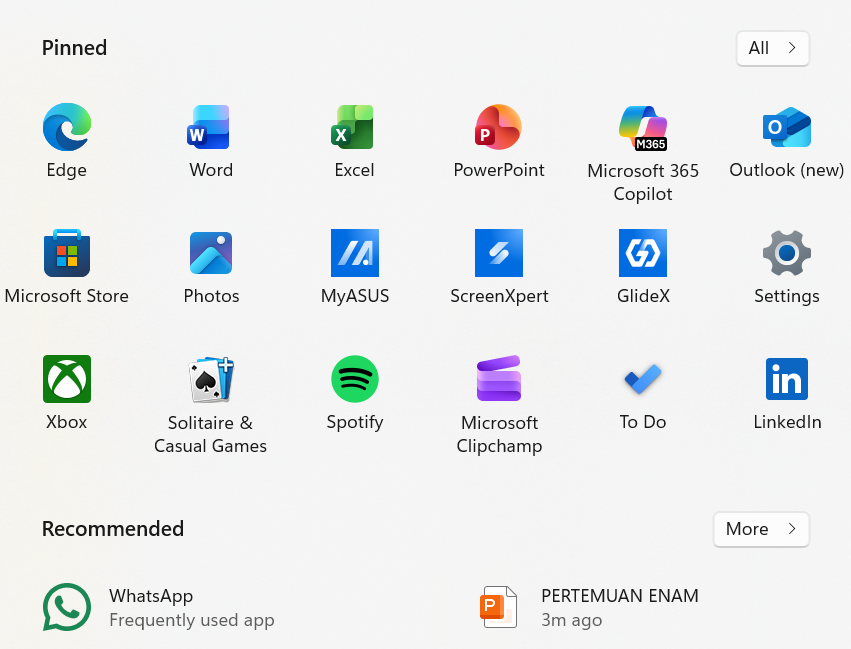 Pinned
All
Edge
Word
Excel
PowerPoint
Microsoft 365
Copilot
Outlook (new)
Microsoft Store
Photos
MyASUS
ScreenXpert
GlideX
Settings
Xbox
Solitaire &
Casual Games
Spotify
Microsoft
Clipchamp
To Do
LinkedIn
Recommended
More
WhatsApp
Frequently used app
PERTEMUAN ENAM
3m ago
W
X
P
M365
O
in
P